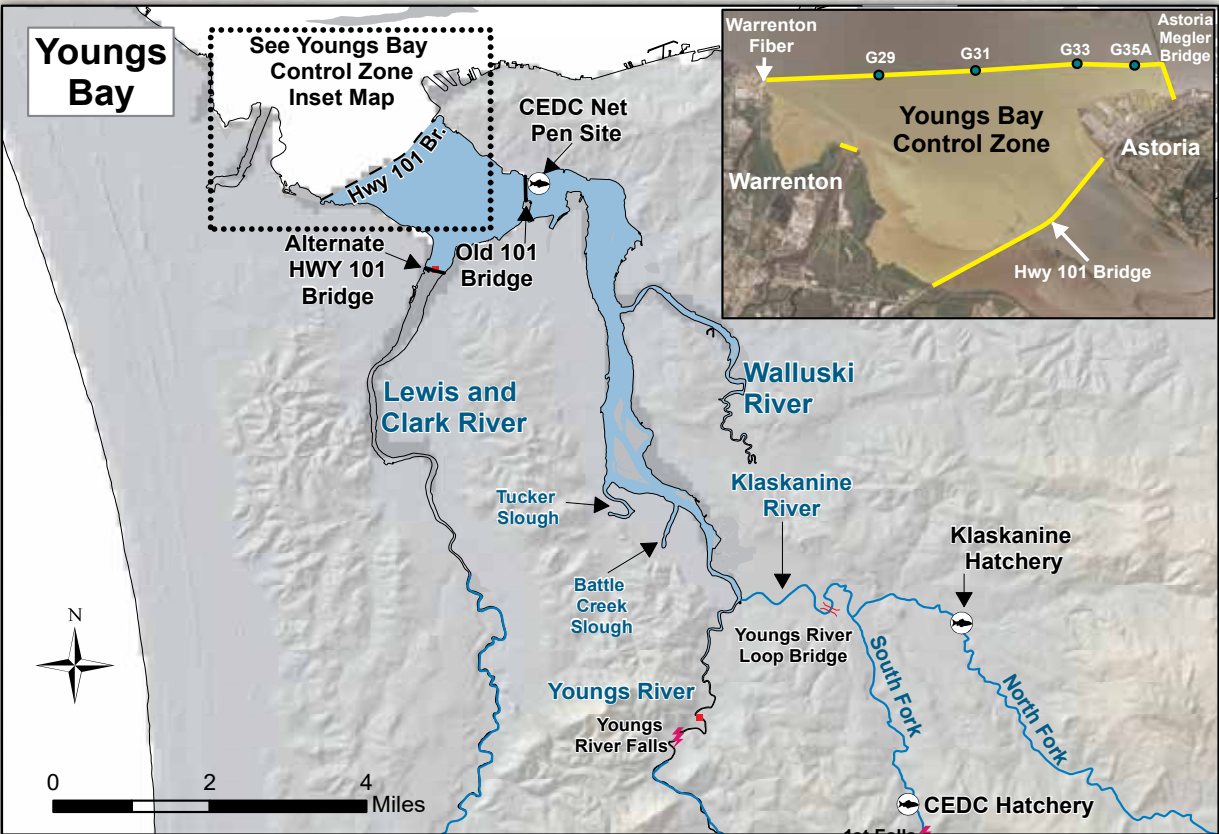 Youngs
Bay
See Youngs Bay
Control Zone
Inset Map
CEDC Net
Pen Site
Hwy 101 Br.
Alternate
HWY 101
Bridge
Old 101
Bridge
Warrenton
Fiber
G29
G31
G33
G35A
Astoria
Megler
Bridge
Youngs Bay
Control Zone
Astoria
Warrenton
Hwy 101 Bridge
Lewis and
Clark River
Walluski
River
Tucker
Slough
Klaskanine
River
Klaskanine
Hatchery
Battle
Creek
Slough
Youngs River
Loop Bridge
South Fork
North Fork
Youngs River
Youngs
River Falls
N
0 2 4
Miles
CEDC Hatchery
1st Falls